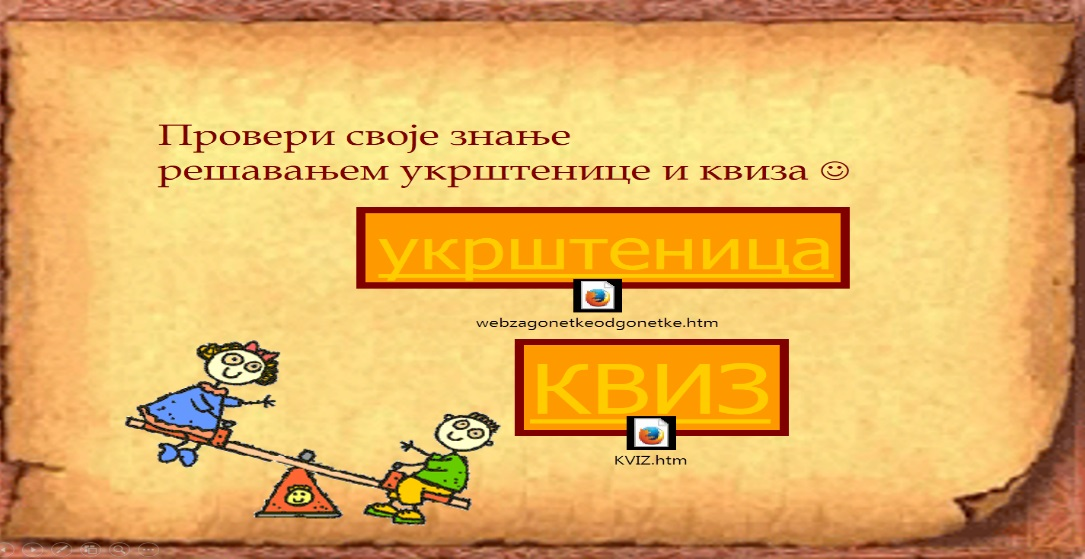 Провери своје знање
решавањем укрштенице и квиза ☺
укрштеница
webzagonetkeodgonetke.htm
КВИЗ
KVIZ.htm